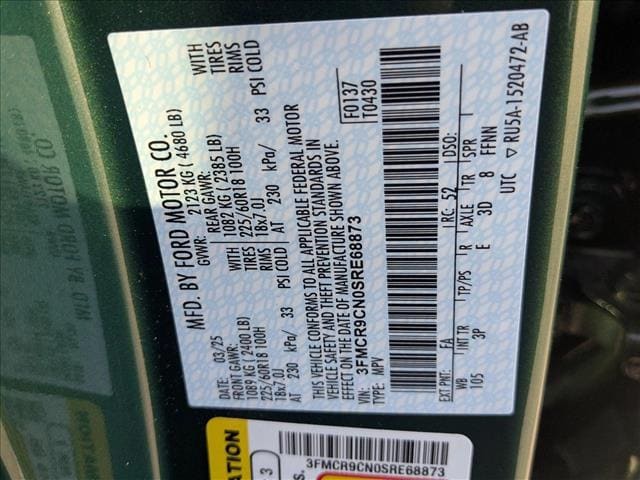 MFD. BY FORD MOTOR CO.
03/25
GVWR: 2123 KG ( 4680 LB)
FRONT GAWR:
1089 KG ( 2400 LB)
225/60R18 100H
18x7.0J
AT 230 kPa/ 33 PSI COLD
WITH
TIRES
RIMS
REAR GAWR:
1082 KG ( 2385 LB)
225/60R18 100H
18x7.0J
AT 230 kPa/ 33 PSI COLD
WITH
TIRES
RIMS
THIS VEHICLE CONFORMS TO ALL APPLICABLE FEDERAL MOTOR
VEHICLE SAFETY AND THEFT PREVENTION STANDARDS IN
EFFECT ON THE DATE OF MANUFACTURE SHOWN ABOVE.
VIN: 3FMCR9CN0SRE68873
TYPE: MPV
F0137
T0430
EXT PNT: EA RC: 52 DSO:
WB INT TR TP/PS R AXLE TR SPR
105 3P E 3D 8 I FFNN
UTC ▽ RU5A-1520472-AB
3FMCR9CN0SRE68873